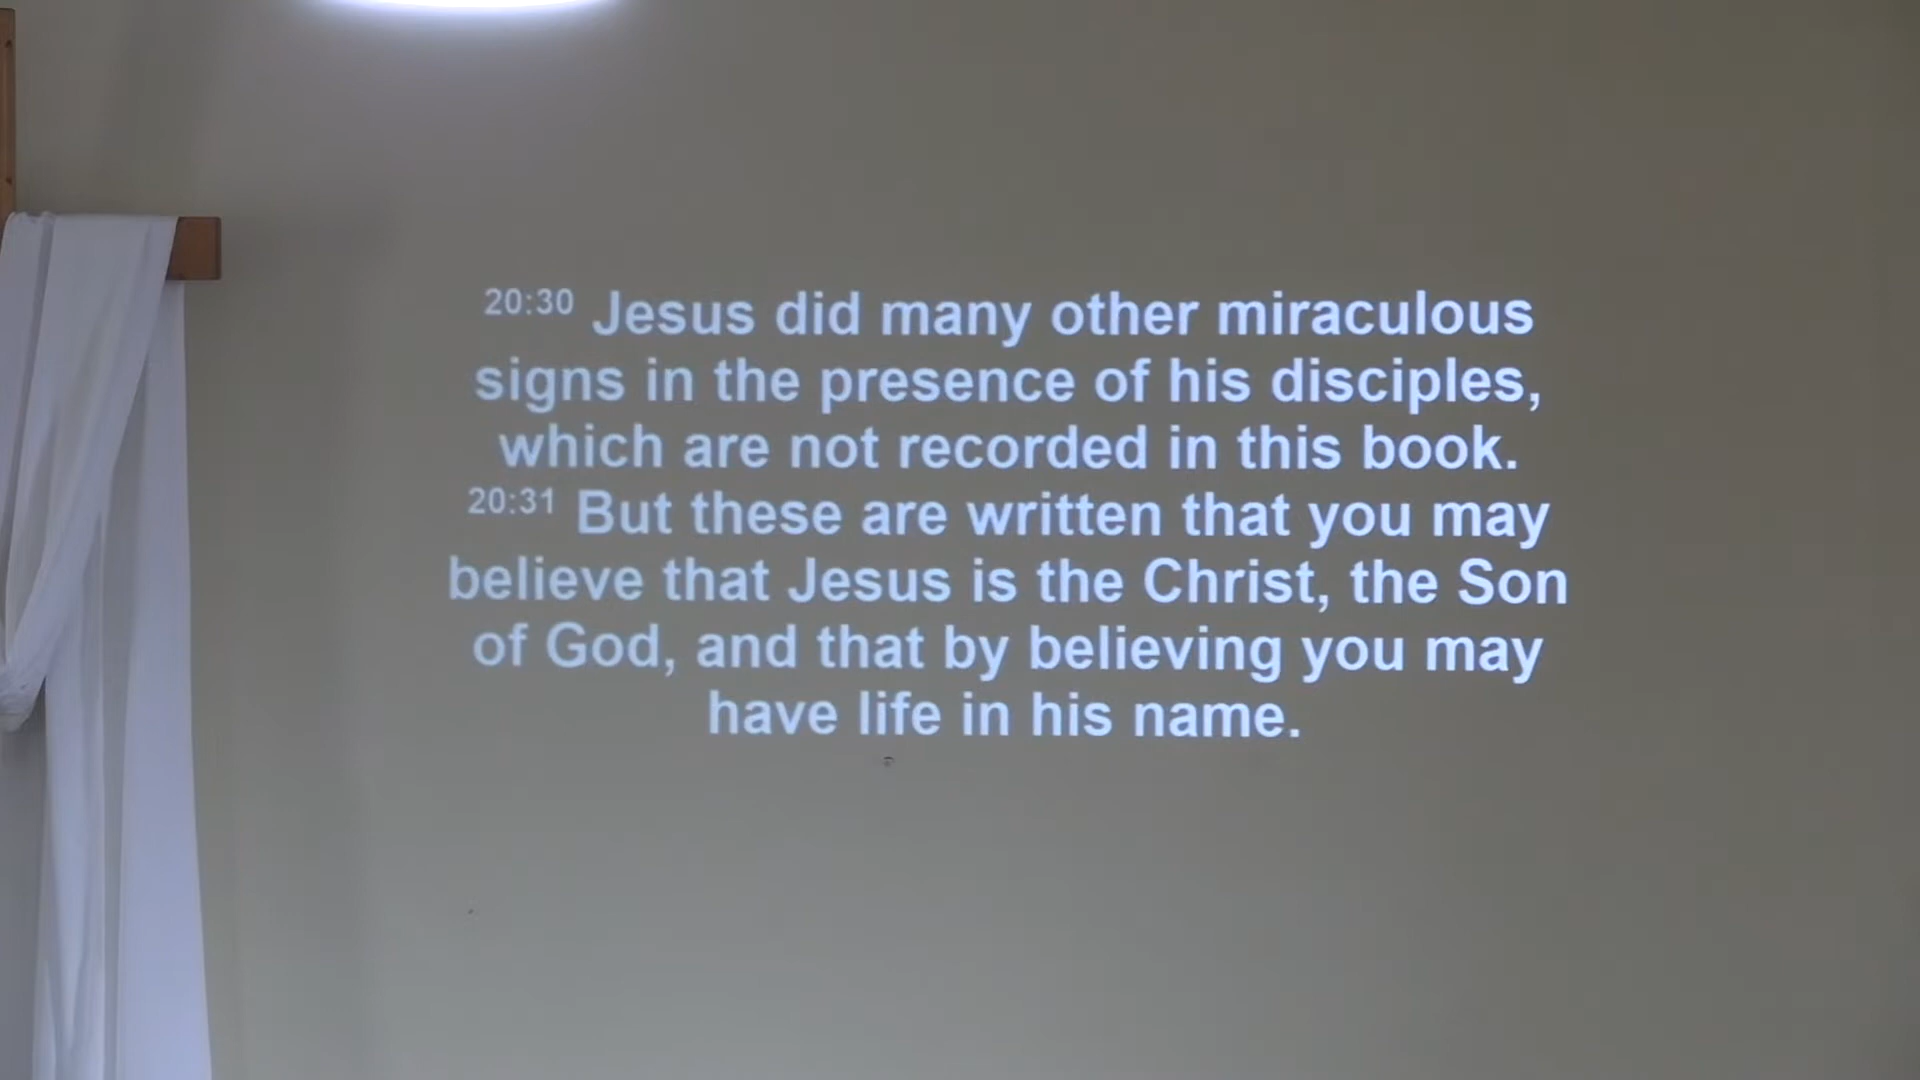 20:30 Jesus did many other miraculous
signs in the presence of his disciples,
which are not recorded in this book.
20:31 But these are written that you may
believe that Jesus is the Christ, the Son
of God, and that by believing you may
have life in his name.